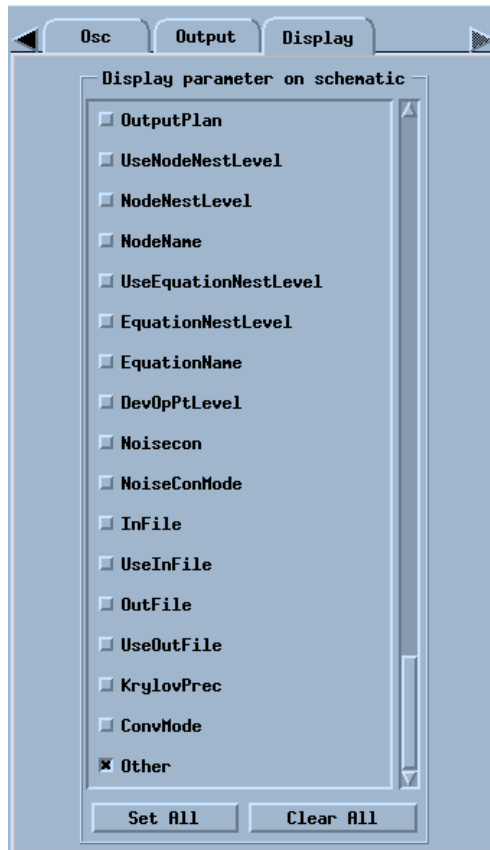 Osc Output Display
Display parameter on schematic
OutputPlan
UseNodeNestLevel
NodeNestLevel
NodeName
UseEquationNestLevel
EquationNestLevel
EquationName
DevOpPtLevel
Noisecon
NoiseConMode
InFile
UseInFile
OutFile
UseOutFile
KrylovPrec
ConvMode
Other
Set All Clear All